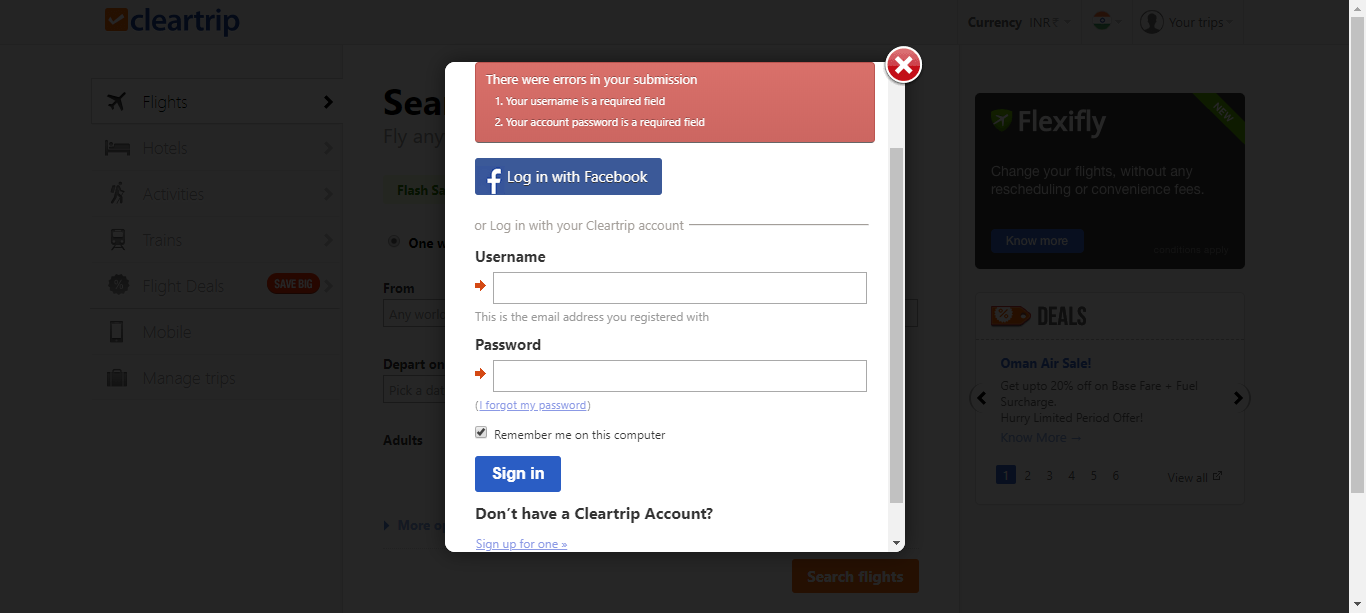 cleartrip
Currency INR₹
Your trips
Flights
Hotels
Activities
Trains
Flight Deals SAVE BIG
Mobile
Manage trips
Sea
Fly any
Flash Sa
One w
From
Any worl
Depart on
Pick a dat
Adults
More op
Search flights
There were errors in your submission
1. Your username is a required field
2. Your account password is a required field
Log in with Facebook
or Log in with your Cleartrip account
Username
This is the email address you registered with
Password
(I forgot my password)
Remember me on this computer
Sign in
Don't have a Cleartrip Account?
Sign up for one »
Flexifly
NEW
Change your flights, without any
rescheduling or convenience fees.
Know more
conditions apply
DEALS
Oman Air Sale!
Get upto 20% off on Base Fare + Fuel
Surcharge.
Hurry Limited Period Offer!
Know More →
1 2 3 4 5 6
View all